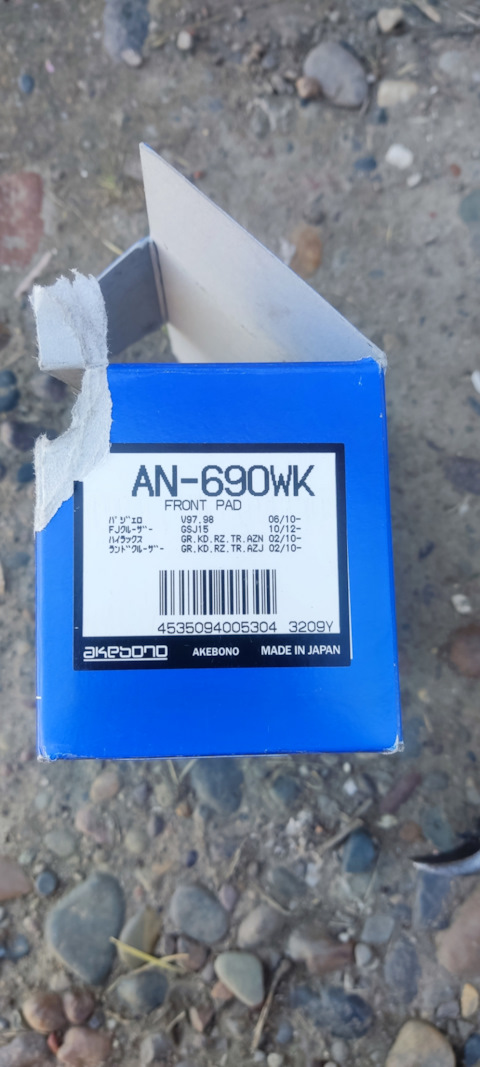 AN-690WK
FRONT PAD
ﾊﾟｼﾞｪﾛ V97.98 06/10-
FJｸﾙｰｻﾞｰ GSJ15 10/12-
ﾊｲﾗｯｸｽ GR.KD.RZ.TR.AZN 02/10-
ﾗﾝﾄﾞｸﾙｰｻﾞｰ GR.KD.RZ.TR.AZJ 02/10-
4535094005304 3209Y
akebono AKEBONO MADE IN JAPAN